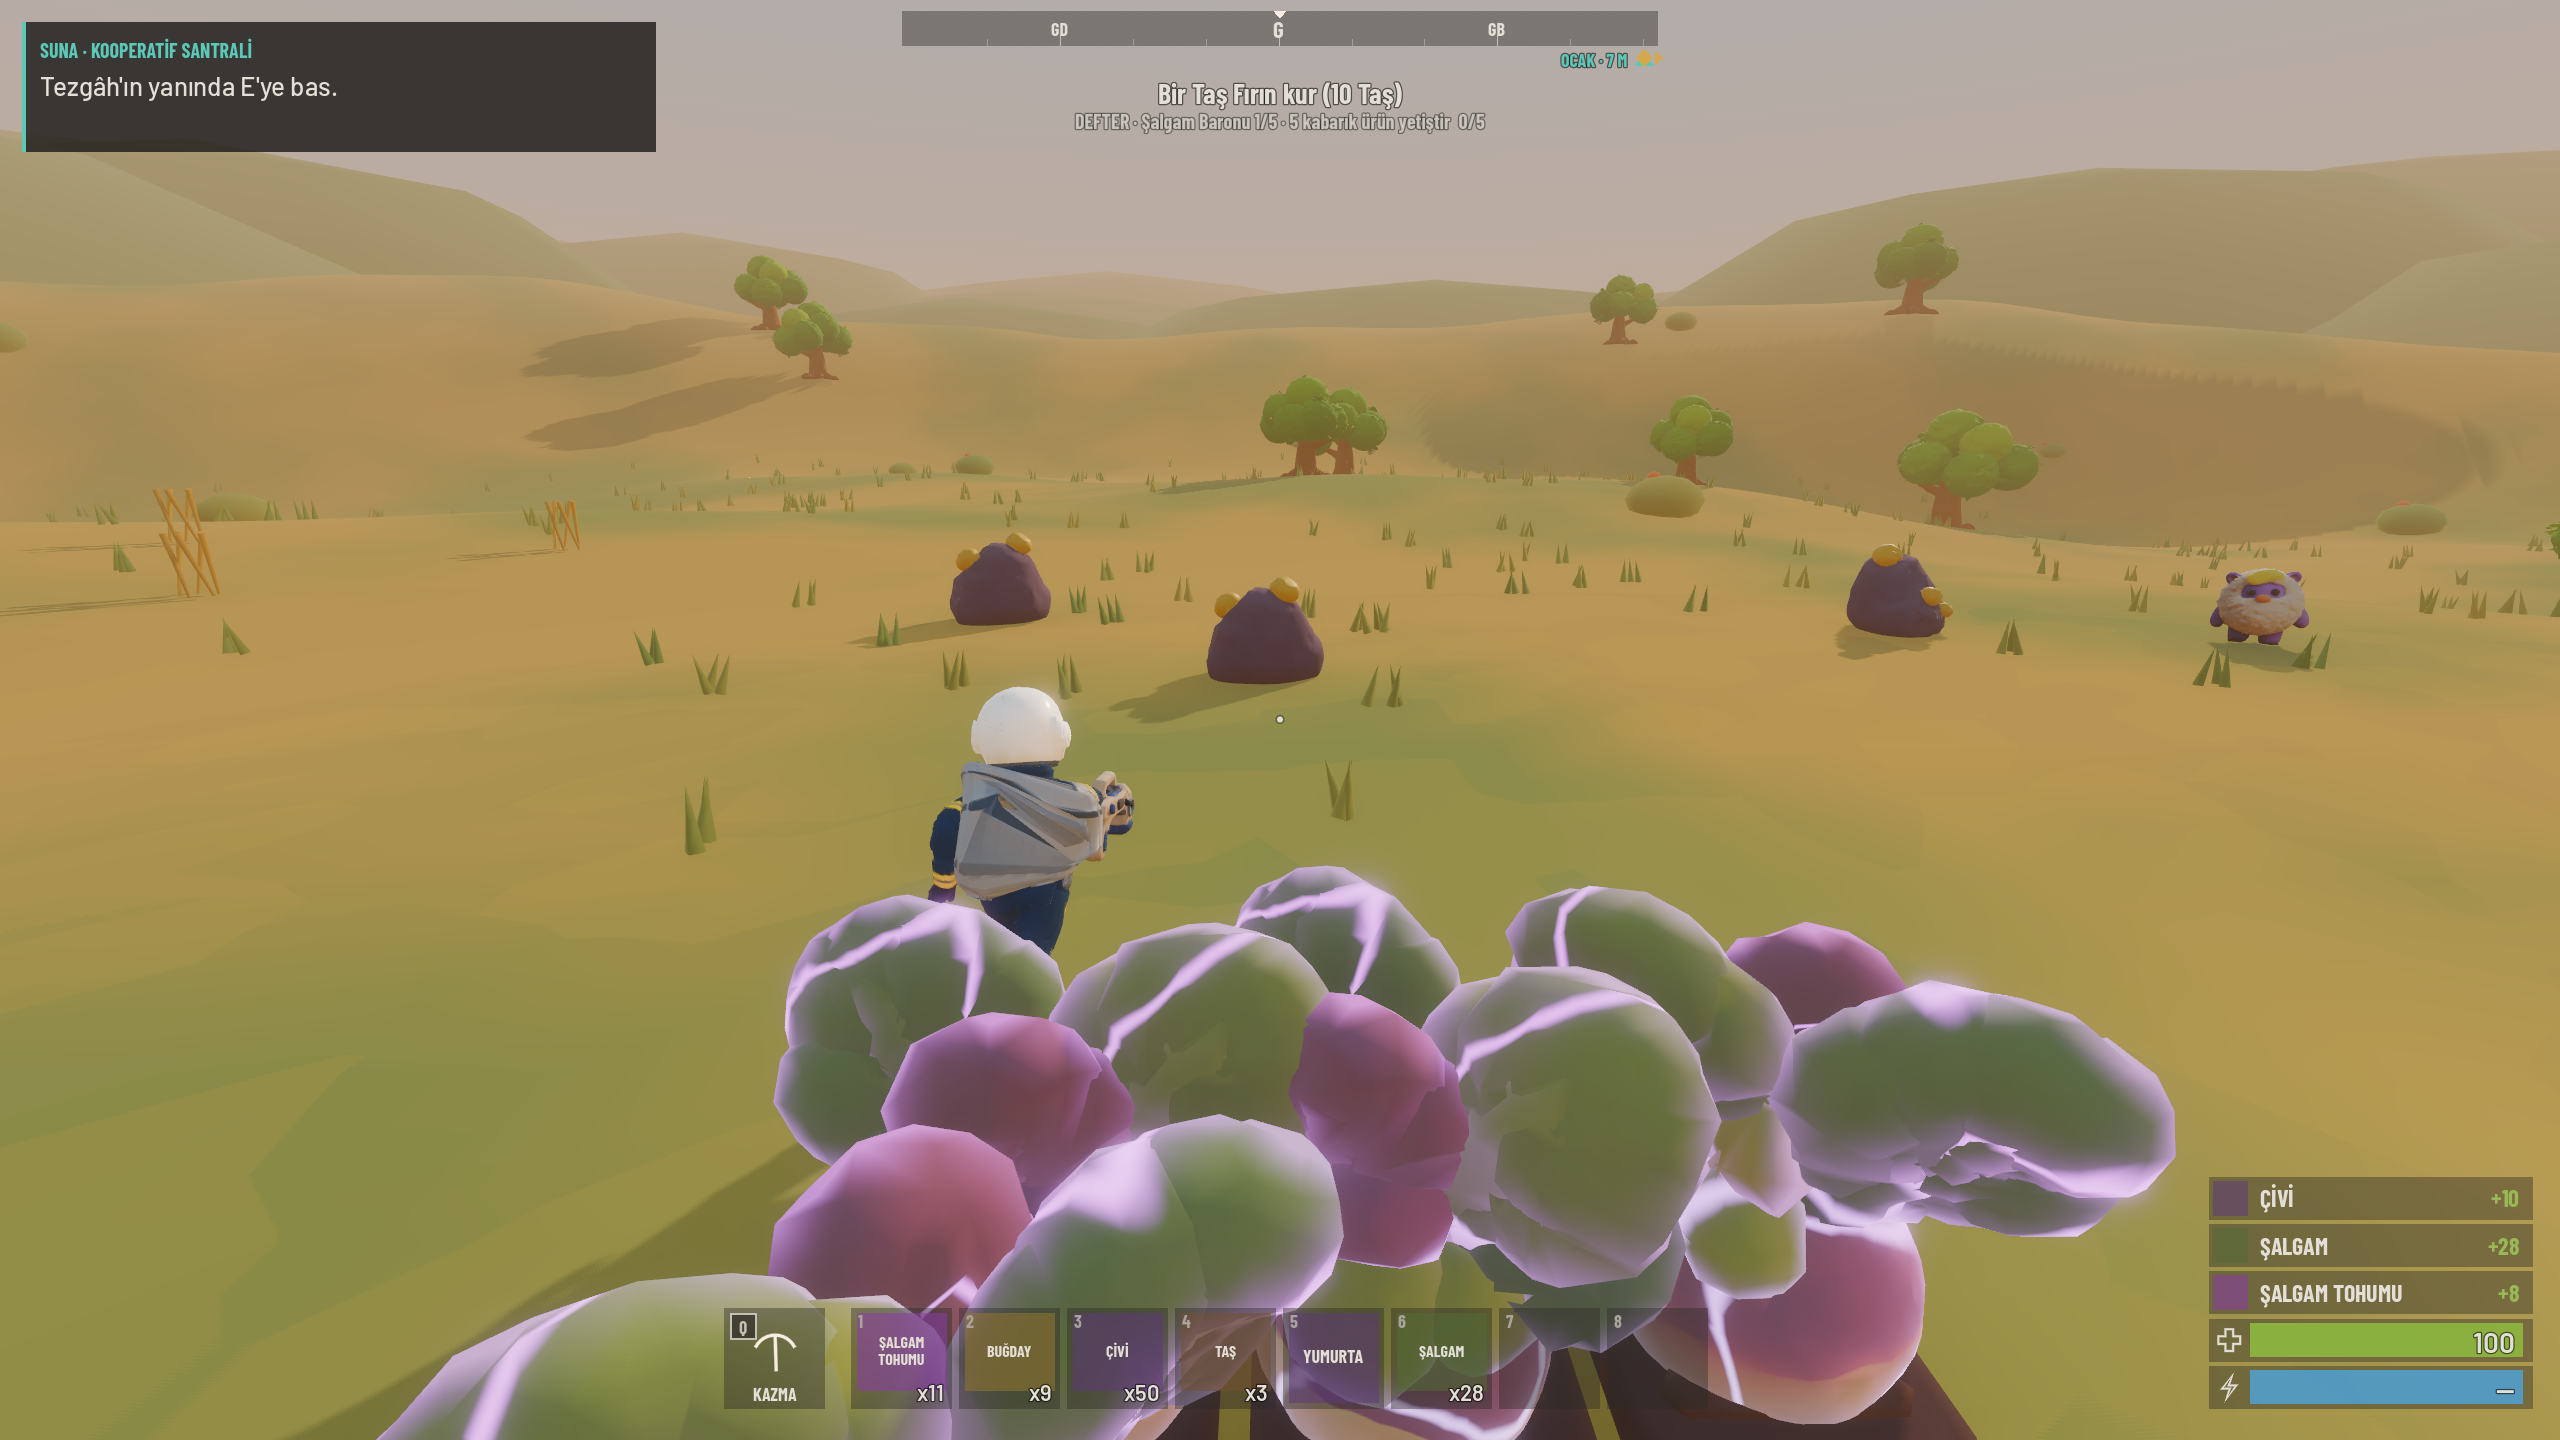 SUNA · KOOPERATİF SANTRALİ
Tezgâh'ın yanında E'ye bas.
GD G GB
OCAK · 7 M
Bir Taş Fırın kur (10 Taş)
DEFTER · Şalgam Baronu 1/5 · 5 kabarık ürün yetiştir 0/5
ÇİVİ +10
ŞALGAM +28
ŞALGAM TOHUMU +8
100
—
Q
KAZMA
1 ŞALGAM TOHUMU x11
2 BUĞDAY x9
3 ÇİVİ x50
4 TAŞ x3
5 YUMURTA
6 ŞALGAM x28
7
8